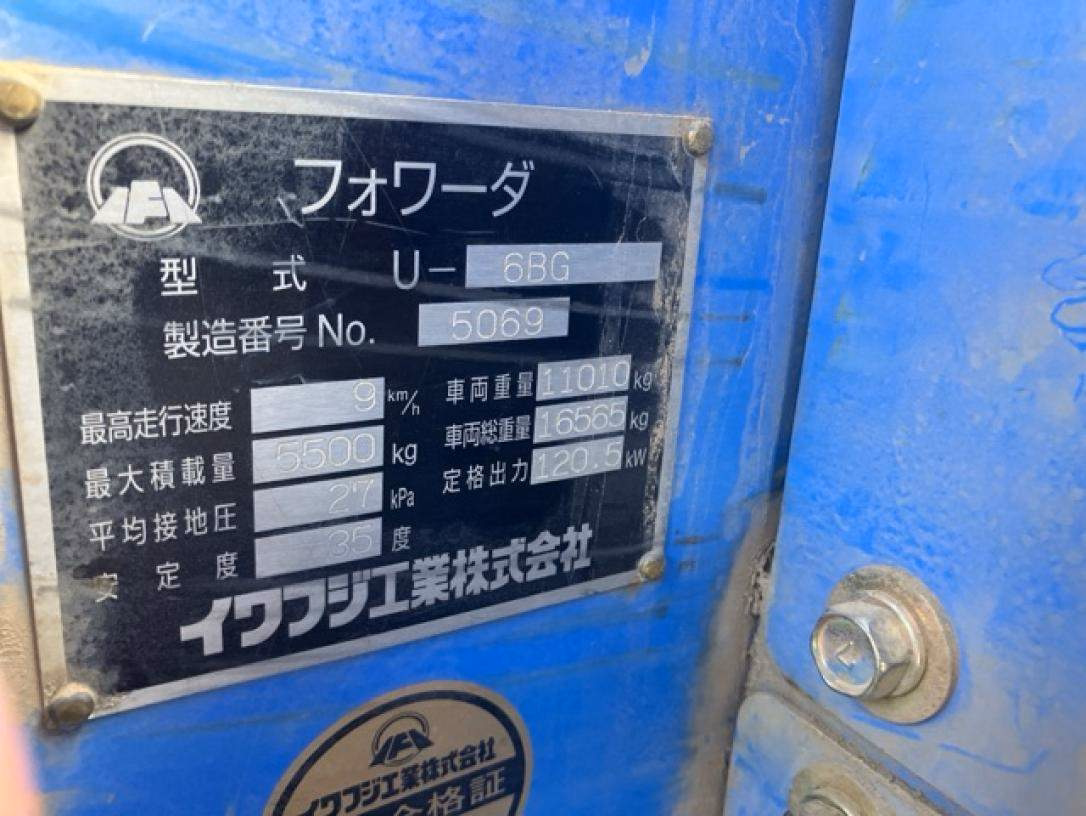 フォワーダ
型式 U-6BG
製造番号 No. 5069
最高走行速度 9 km/h 車両重量 11010 kg
最大積載量 5500 kg 車両総重量 16565 kg
平均接地圧 27 kPa 定格出力 120.5 kW
安定度 35 度
イワフジ工業株式会社
イワフジ工業株式会社
合格証